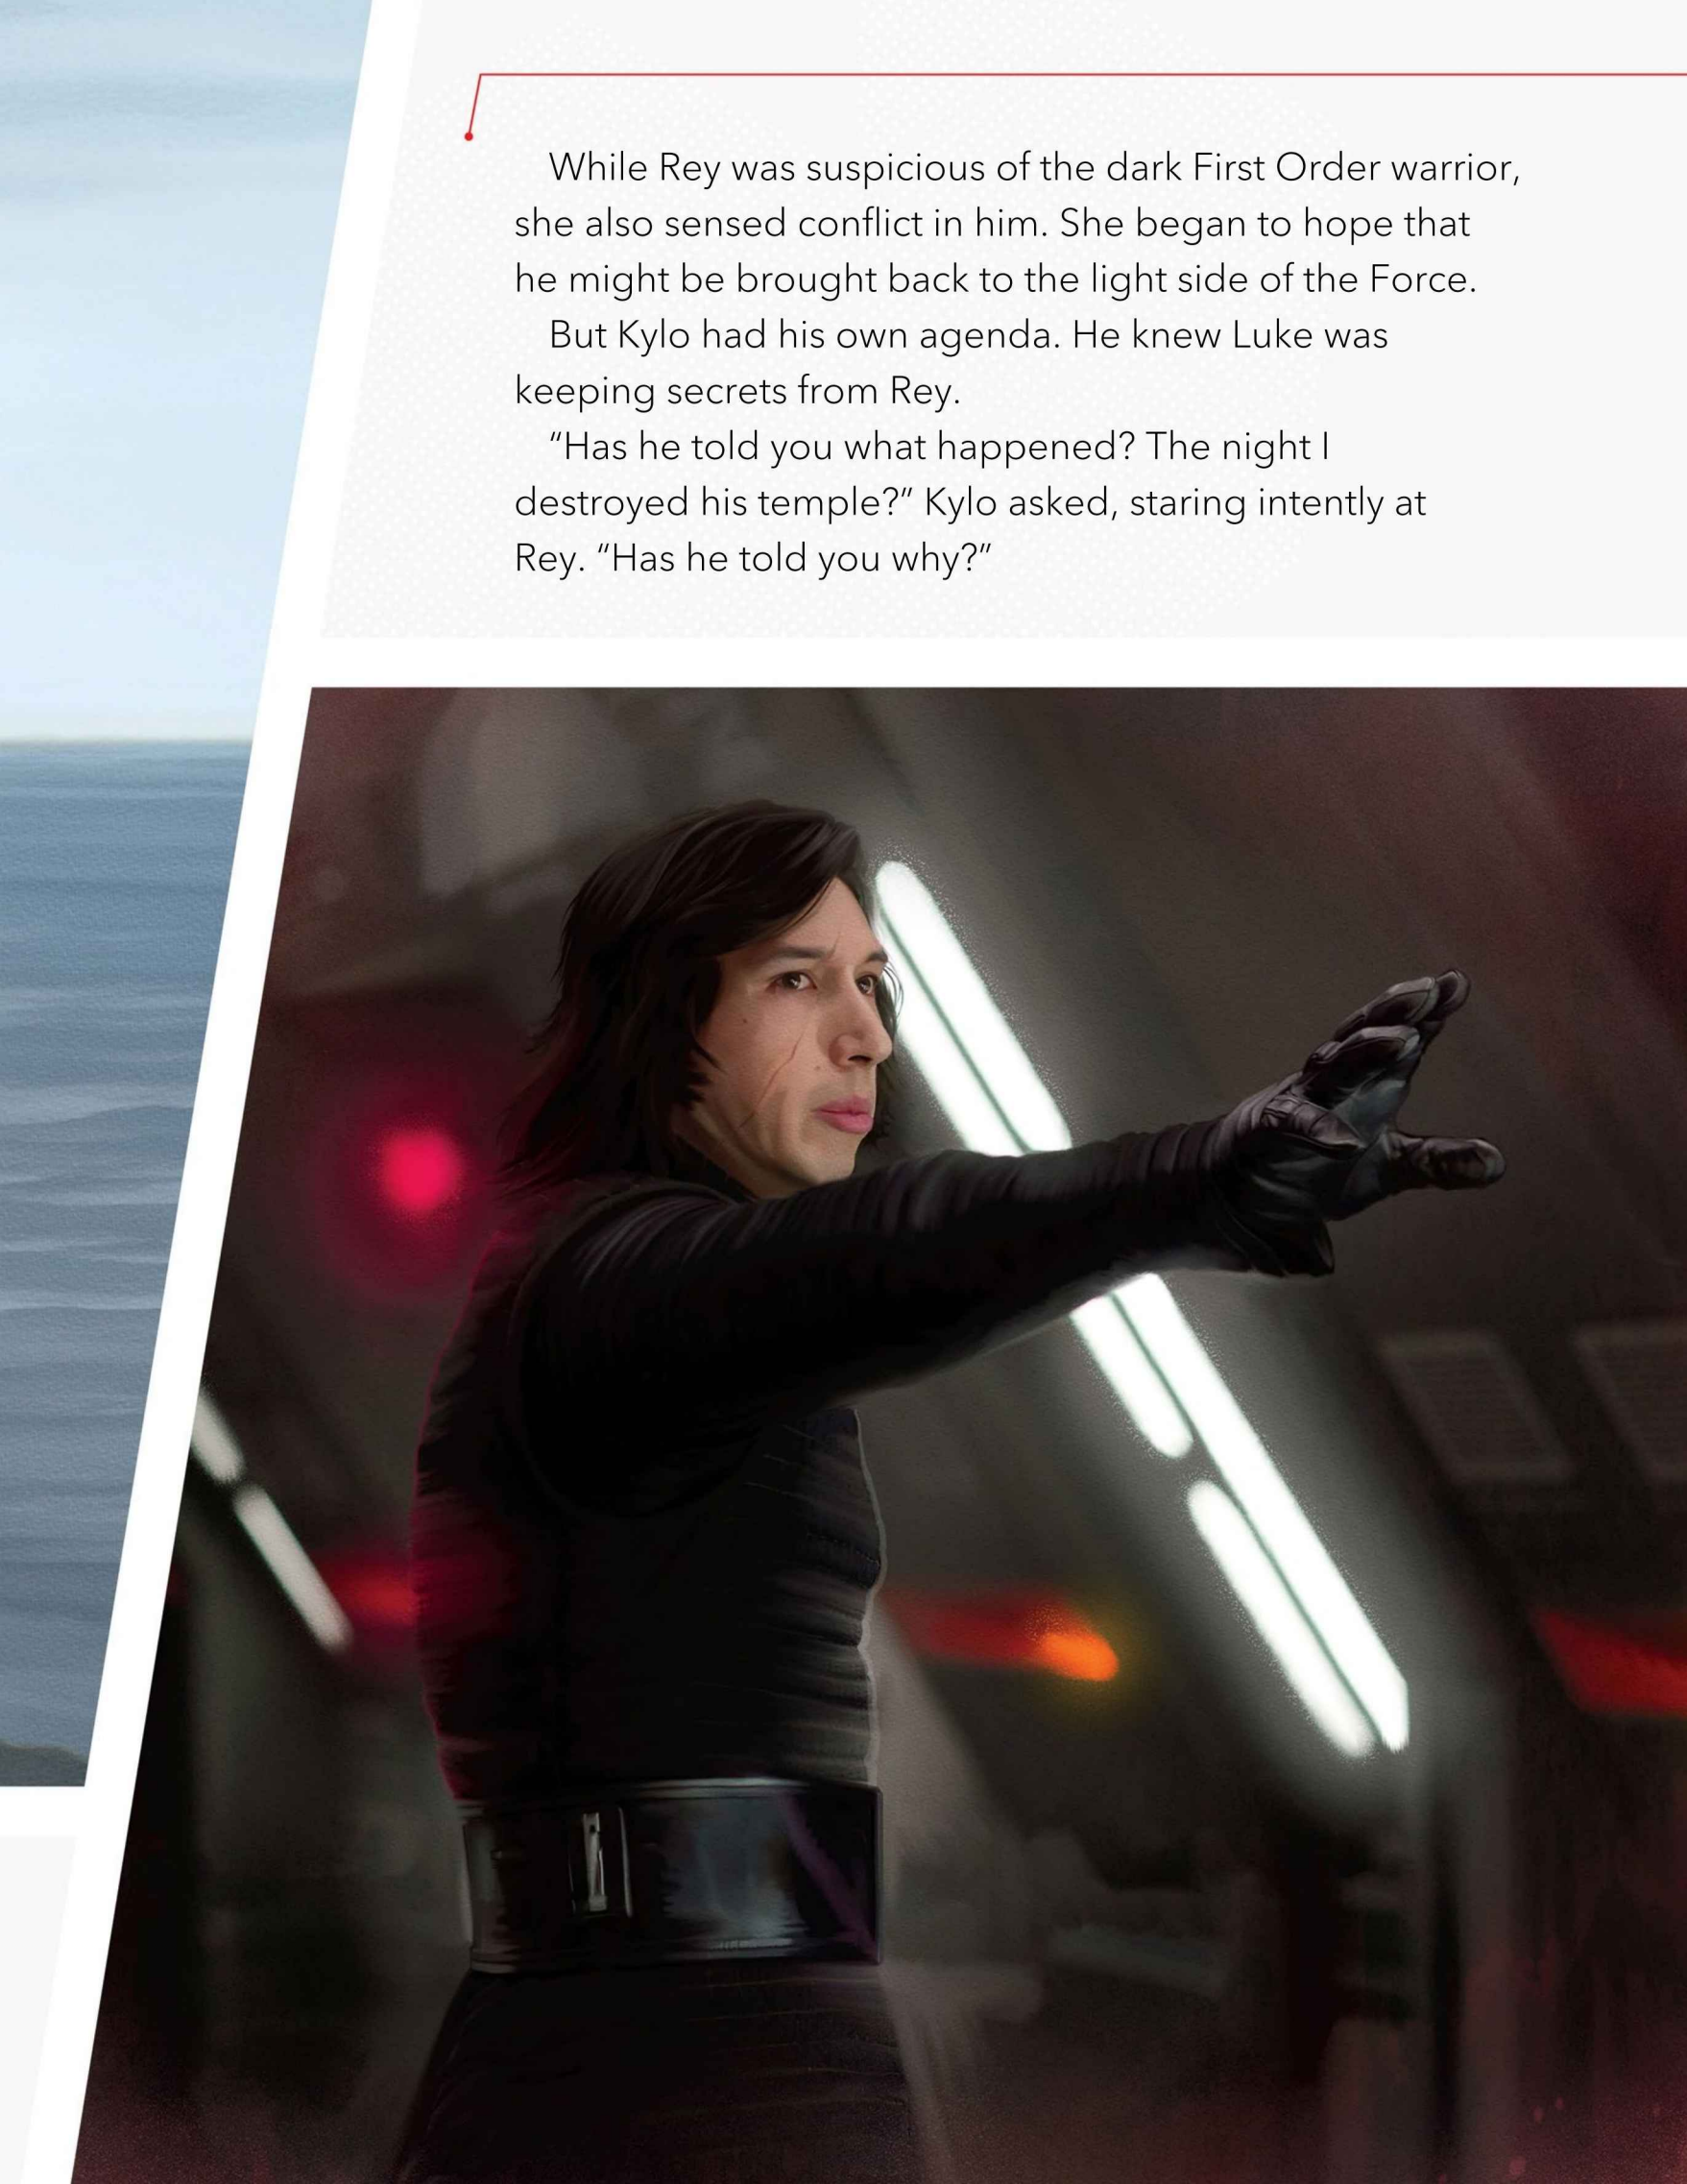 While Rey was suspicious of the dark First Order warrior,
she also sensed conflict in him. She began to hope that
he might be brought back to the light side of the Force.
But Kylo had his own agenda. He knew Luke was
keeping secrets from Rey.
“Has he told you what happened? The night I
destroyed his temple?” Kylo asked, staring intently at
Rey. “Has he told you why?”